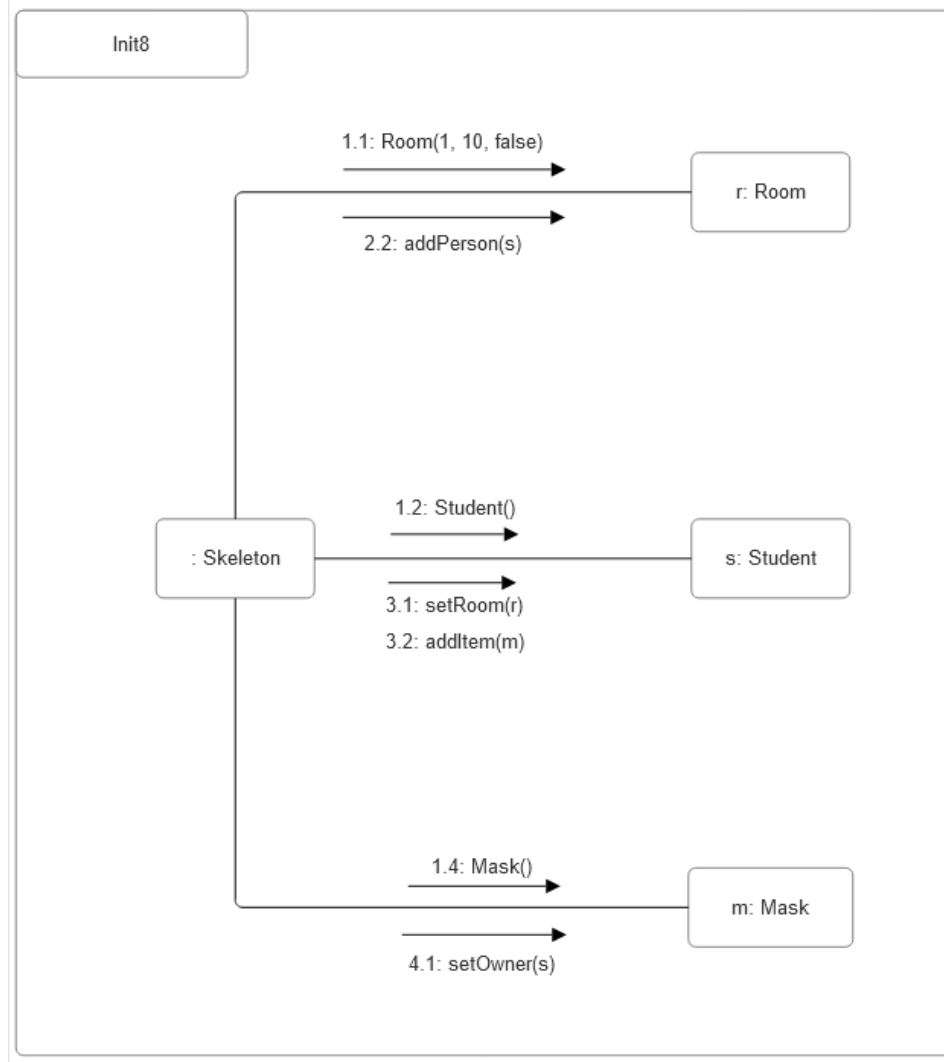 Init8
1.1: Room(1, 10, false)
r: Room
2.2: addPerson(s)
1.2: Student()
: Skeleton
s: Student
3.1: setRoom(r)
3.2: addItem(m)
1.4: Mask()
m: Mask
4.1: setOwner(s)